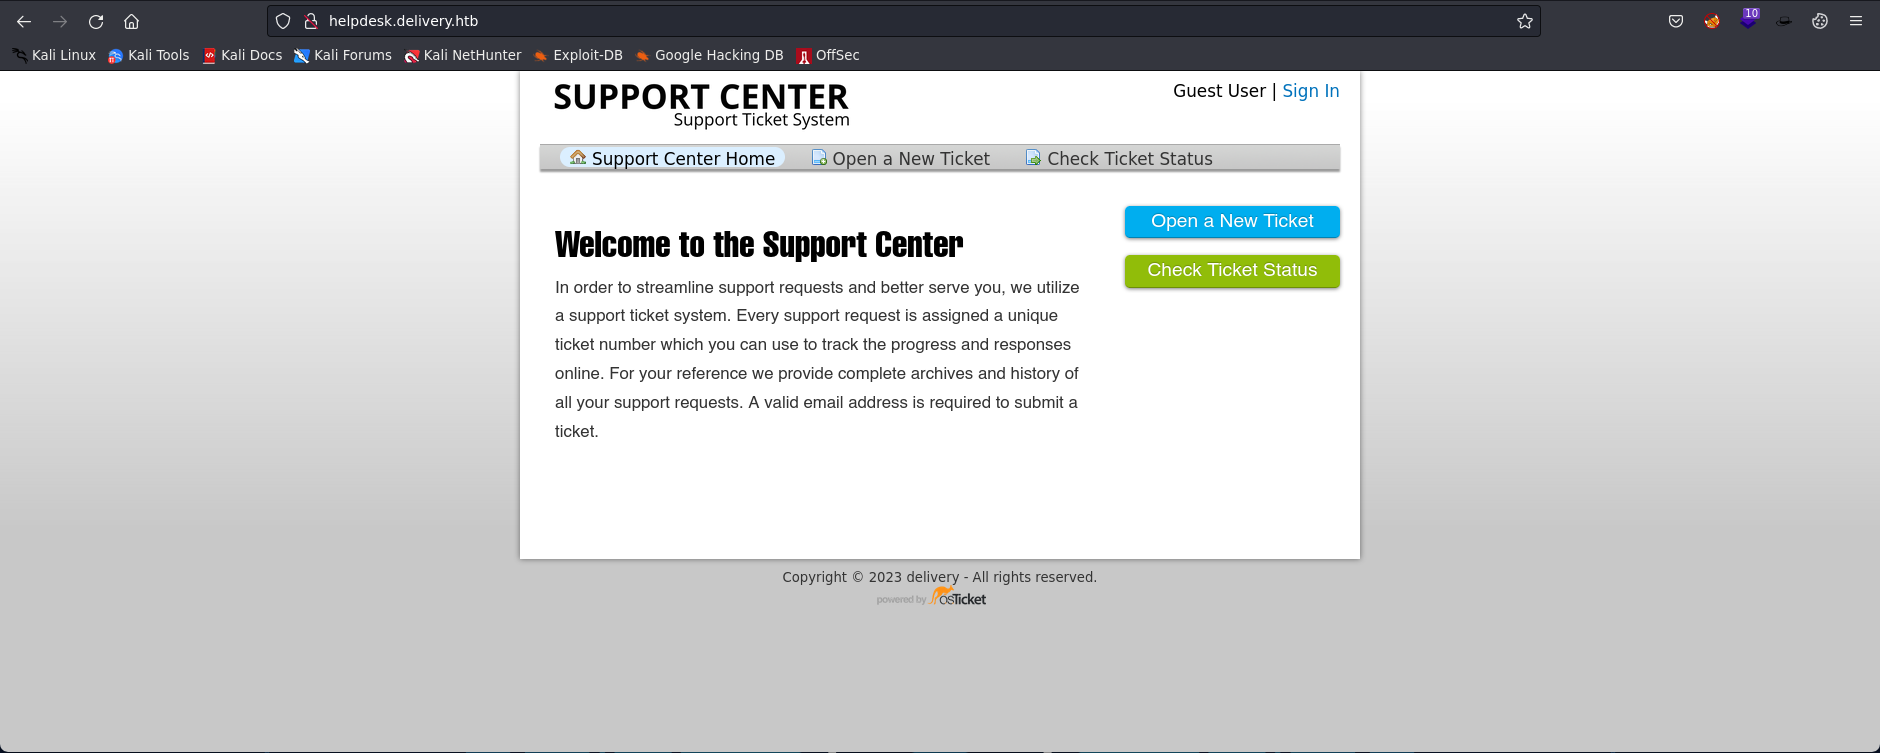 helpdesk.delivery.htb
10
Kali Linux Kali Tools Kali Docs Kali Forums Kali NetHunter Exploit-DB Google Hacking DB OffSec
SUPPORT CENTER
Support Ticket System
Guest User | Sign In
Support Center Home Open a New Ticket Check Ticket Status
Open a New Ticket
Check Ticket Status
Welcome to the Support Center
In order to streamline support requests and better serve you, we utilize
a support ticket system. Every support request is assigned a unique
ticket number which you can use to track the progress and responses
online. For your reference we provide complete archives and history of
all your support requests. A valid email address is required to submit a
ticket.
Copyright © 2023 delivery - All rights reserved.
powered by osTicket